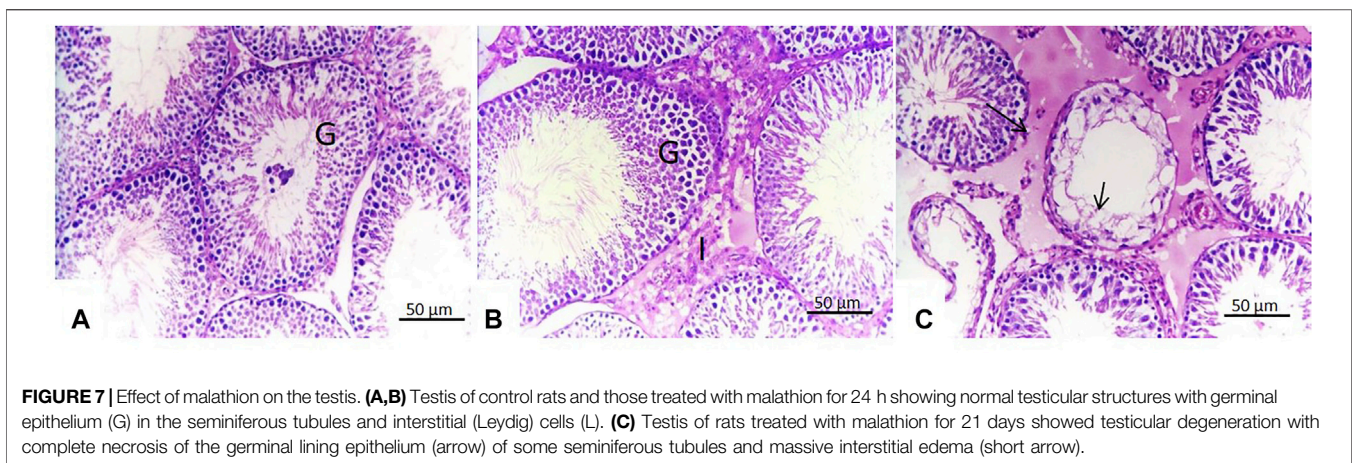 G
G
I
50 µm
50 µm
50 µm
A
B
C
FIGURE 7 | Effect of malathion on the testis. (A,B) Testis of control rats and those treated with malathion for 24 h showing normal testicular structures with germinal
epithelium (G) in the seminiferous tubules and interstitial (Leydig) cells (L). (C) Testis of rats treated with malathion for 21 days showed testicular degeneration with
complete necrosis of the germinal lining epithelium (arrow) of some seminiferous tubules and massive interstitial edema (short arrow).